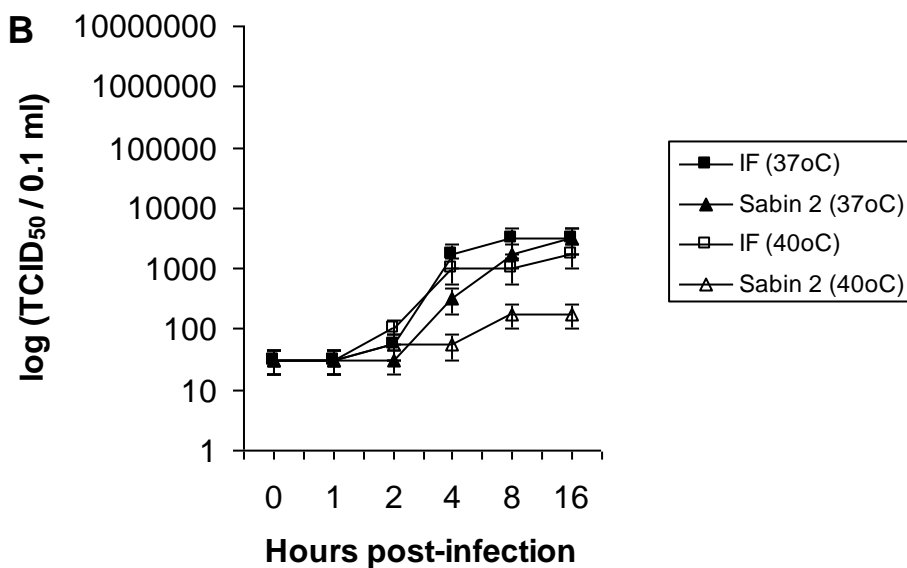 B
log (TCID50 / 0.1 ml)
10000000
1000000
100000
10000
1000
100
10
1
0 1 2 4 8 16
Hours post-infection
IF (37oC)
Sabin 2 (37oC)
IF (40oC)
Sabin 2 (40oC)